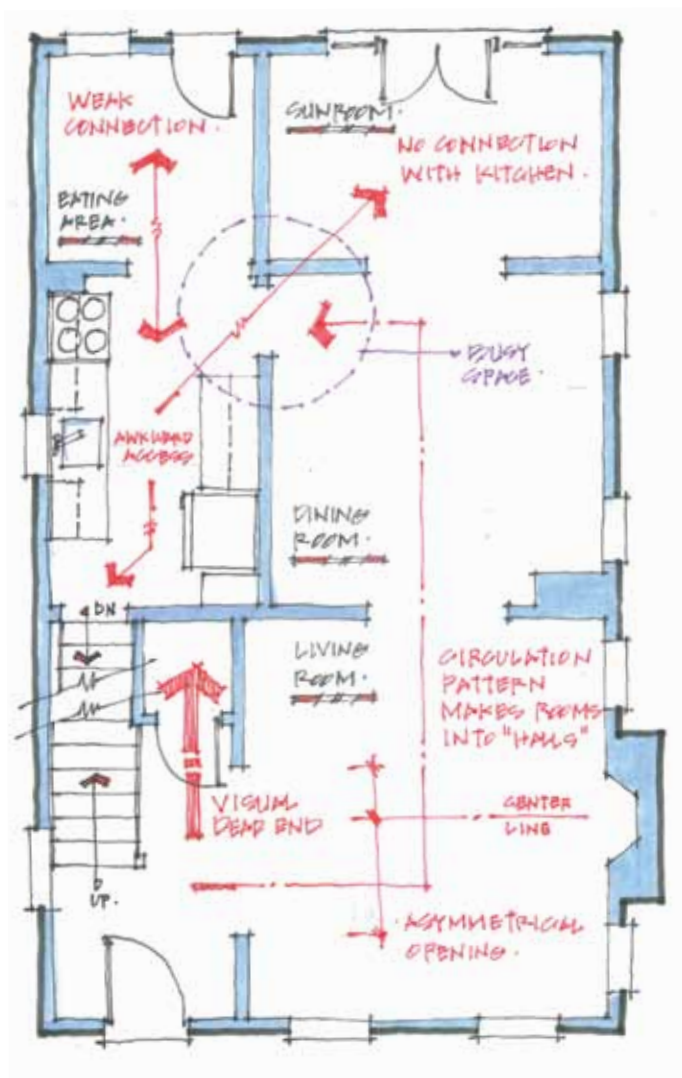 WEAK
CONNECTION.
SUNROOM.
NO CONNECTION
WITH KITCHEN.
EATING
AREA.
BUSY
SPACE.
AWKWARD
ACCESS
DINING
ROOM.
DN
LIVING
ROOM.
CIRCULATION
PATTERN
MAKES ROOMS
INTO "HALLS"
VISUAL
DEAD END
CENTER
LINE
UP.
ASYMMETRICAL
OPENING.